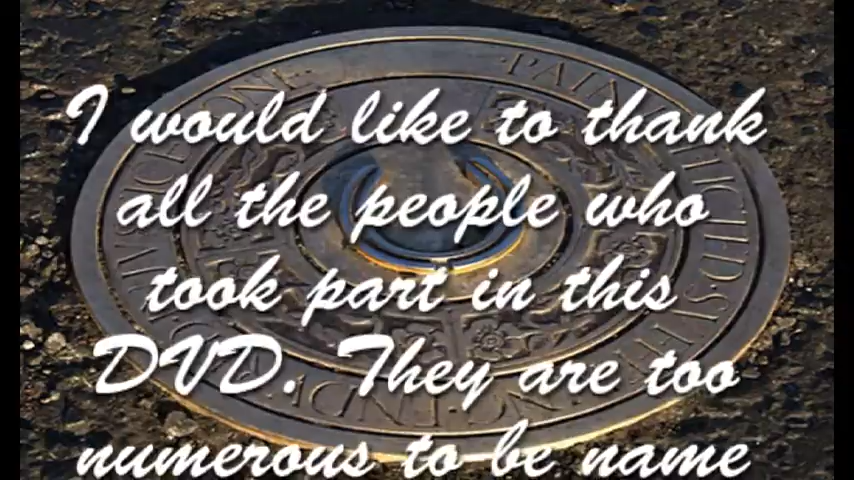 I would like to thank
all the people who
took part in this
DVD. They are too
numerous to be name